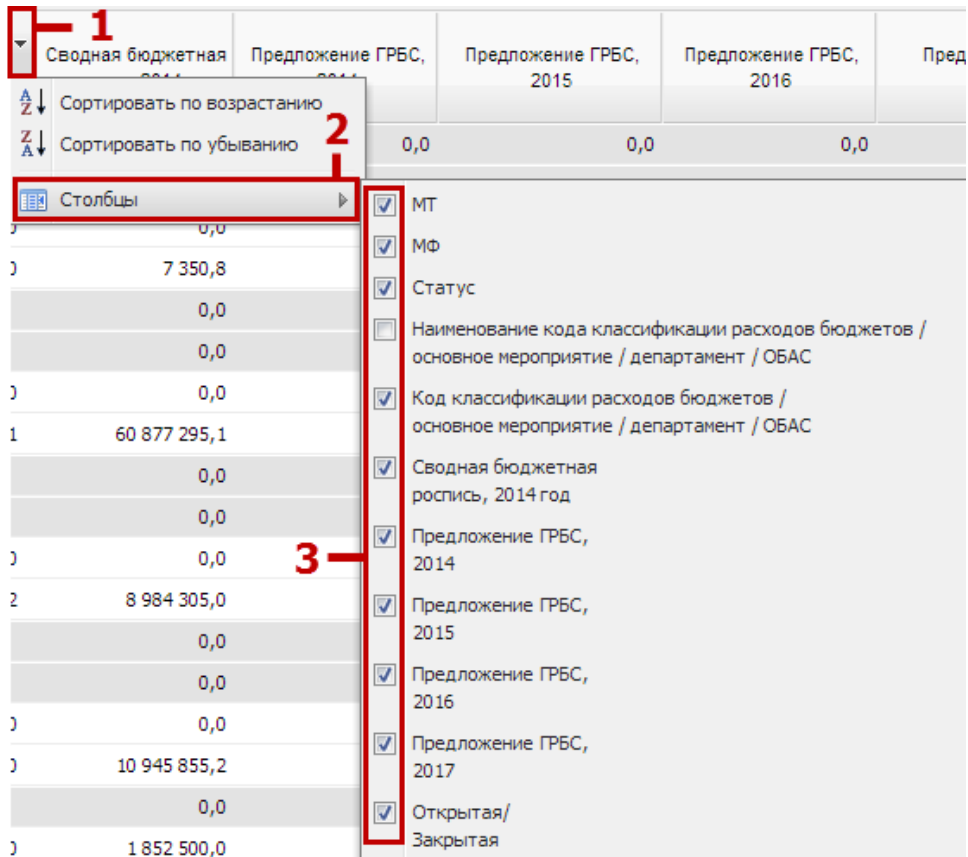 1
Сводная бюджетная
Предложение ГРБС,
Предложение ГРБС,
2015
Предложение ГРБС,
2016
Пред
Сортировать по возрастанию
Сортировать по убыванию
2
0,0
0,0
0,0
Столбцы
0,0
7 350,8
0,0
0,0
0,0
1
60 877 295,1
0,0
0,0
0,0
2
8 984 305,0
0,0
0,0
0,0
10 945 855,2
0,0
1 852 500,0
3
МТ
МФ
Статус
Наименование кода классификации расходов бюджетов /
основное мероприятие / департамент / ОБАС
Код классификации расходов бюджетов /
основное мероприятие / департамент / ОБАС
Сводная бюджетная
роспись, 2014 год
Предложение ГРБС,
2014
Предложение ГРБС,
2015
Предложение ГРБС,
2016
Предложение ГРБС,
2017
Открытая/
Закрытая